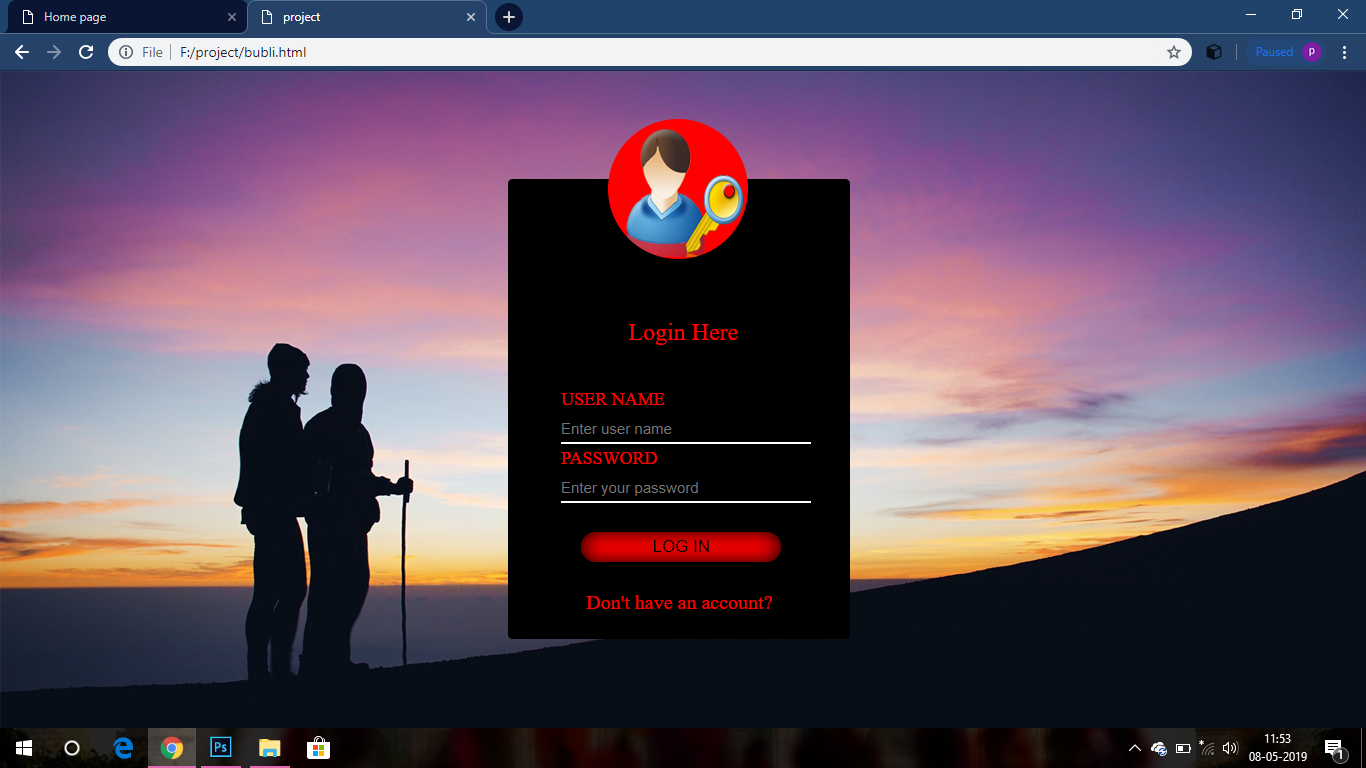 Home page
project
File
F:/project/bubli.html
Paused
p
Login Here
USER NAME
Enter user name
PASSWORD
Enter your password
LOG IN
Don't have an account?
Ps
11:53
08-05-2019
1